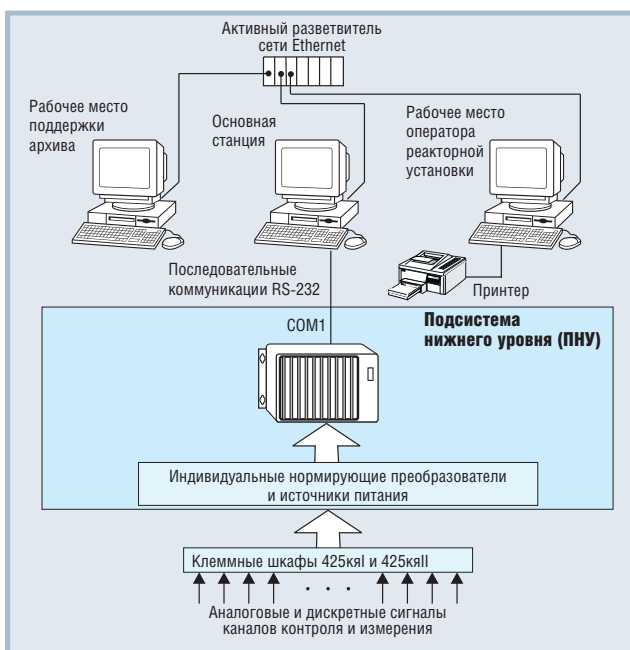 Активный разветвитель
сети Ethernet
Рабочее место
поддержки
архива
Основная
станция
Рабочее место
оператора
реакторной
установки
Последовательные
коммуникации RS-232
Принтер
COM1
Подсистема
нижнего уровня (ПНУ)
Индивидуальные нормирующие преобразователи
и источники питания
Клеммные шкафы 425кяI и 425кяII
. . .
Аналоговые и дискретные сигналы
каналов контроля и измерения